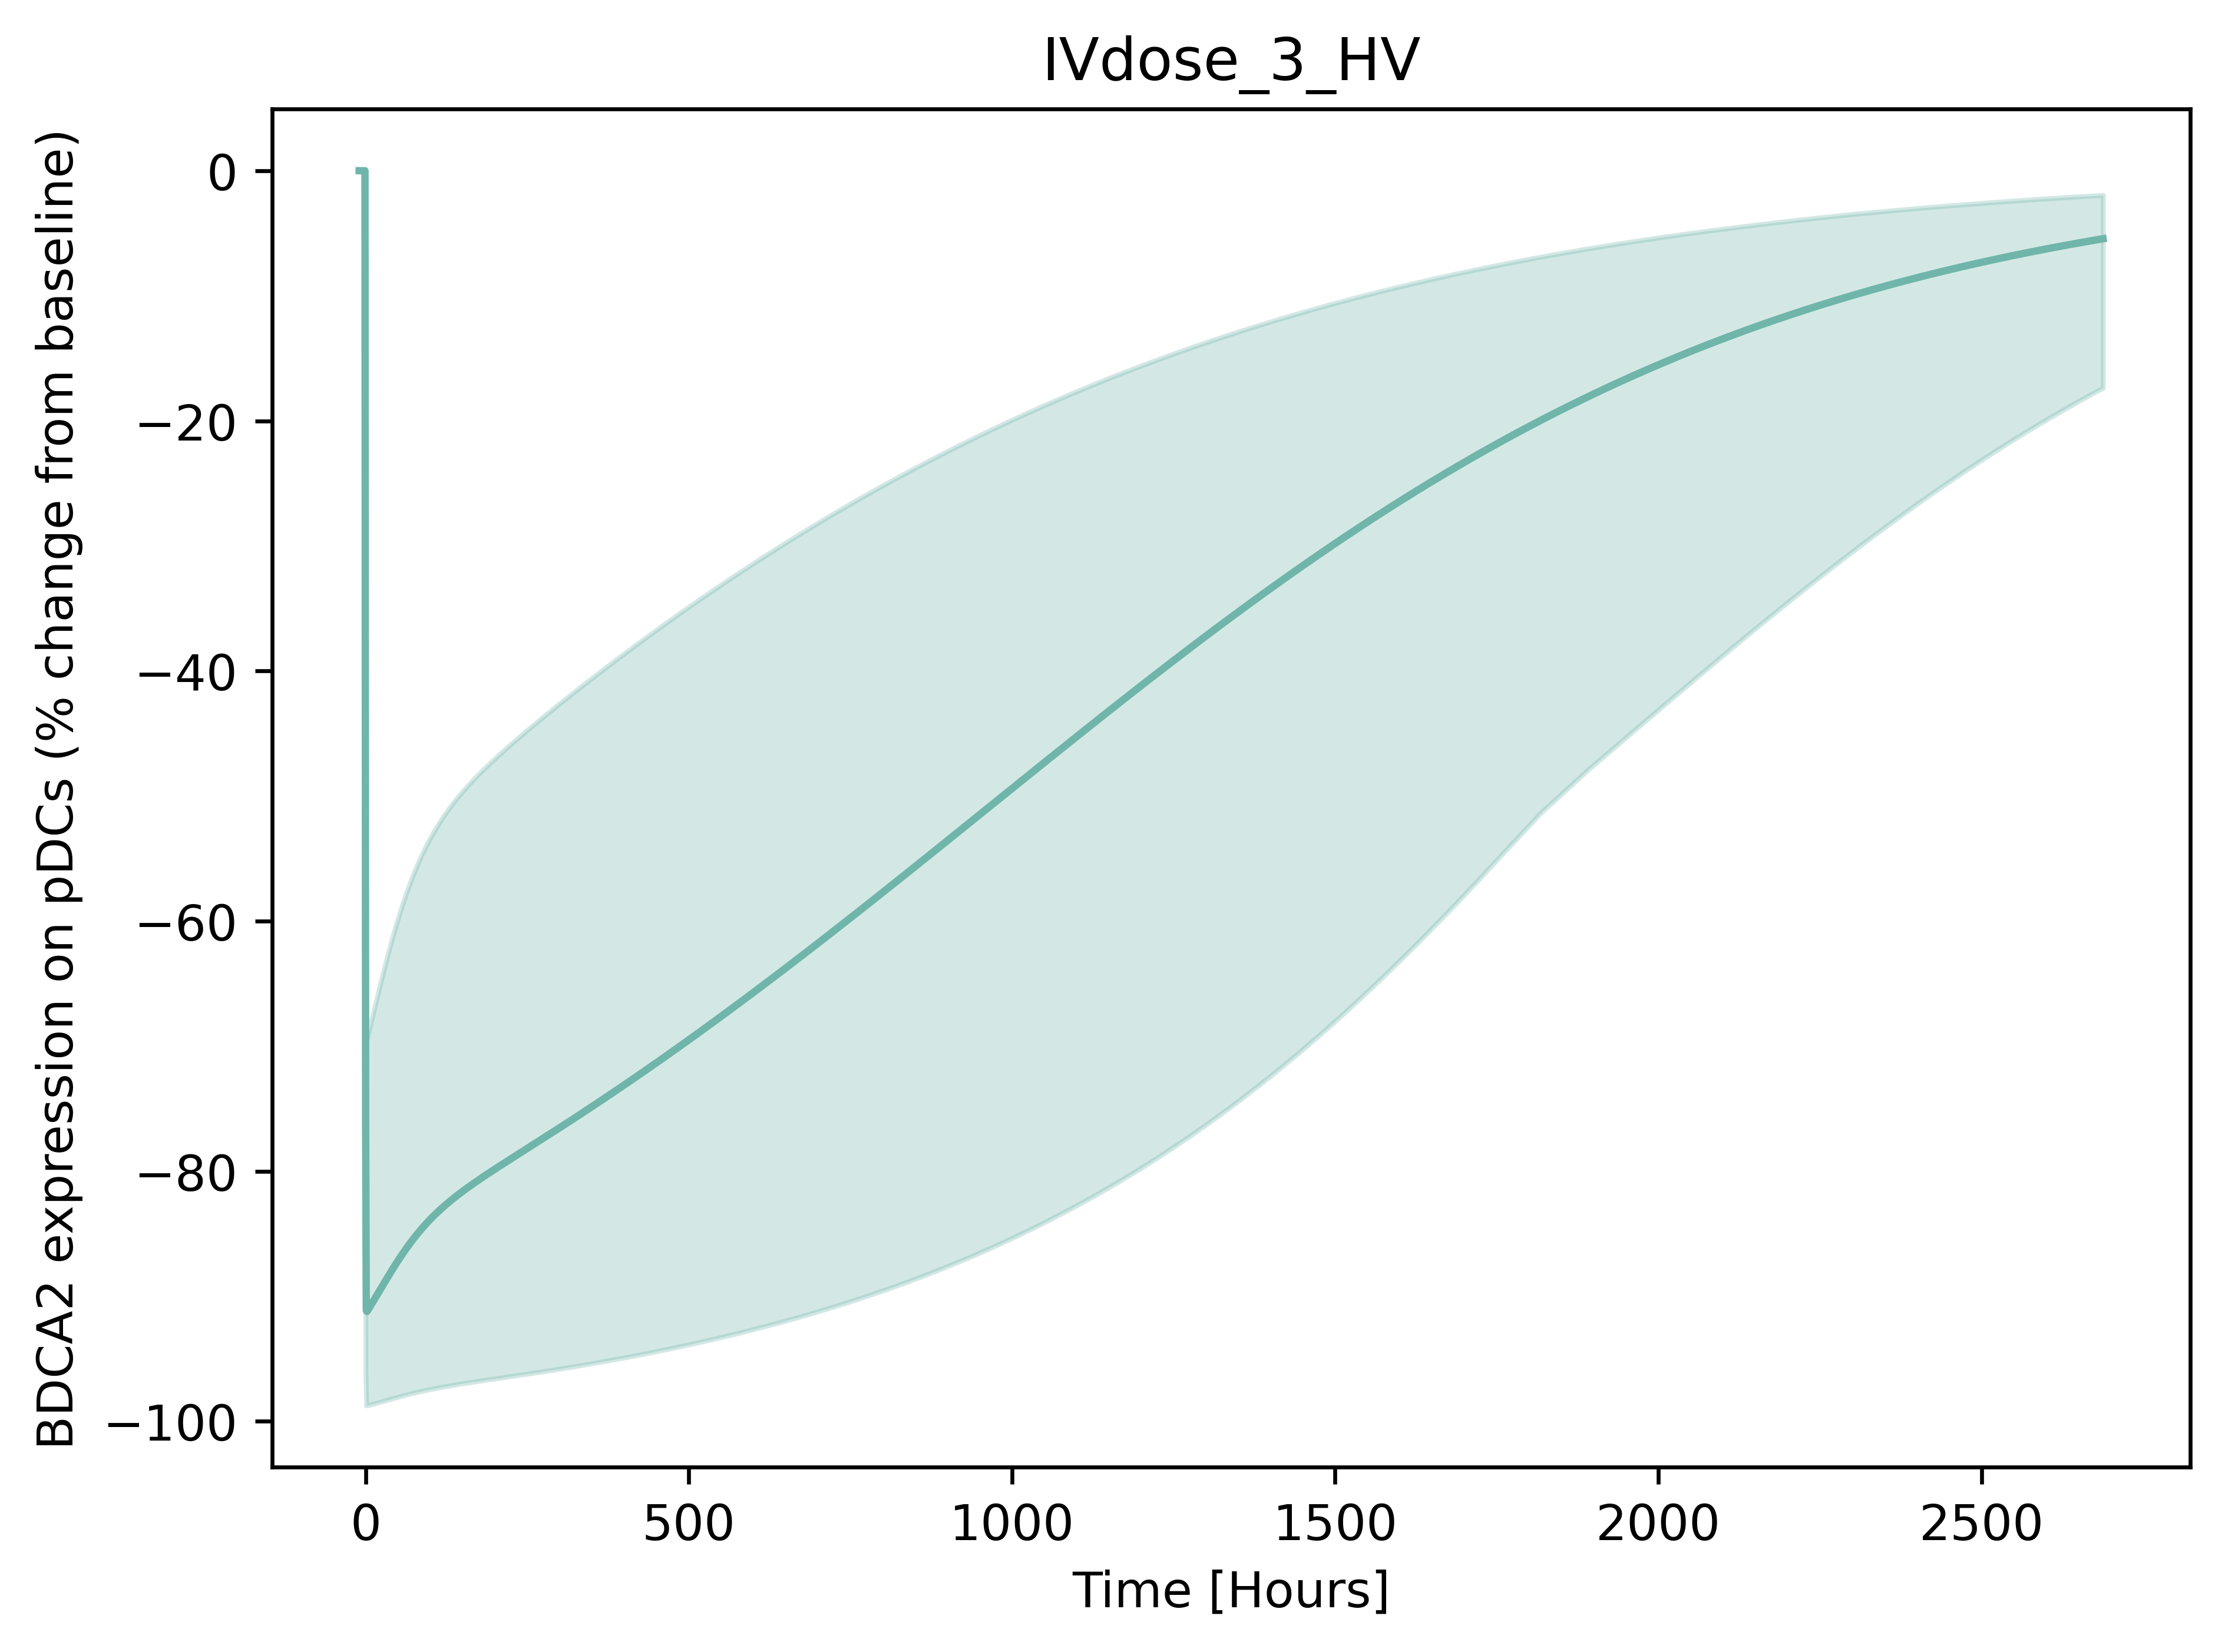 IVdose_3_HV
BDCA2 expression on pDCs (% change from baseline)
0
−20
−40
−60
−80
−100
0 500 1000 1500 2000 2500
Time [Hours]